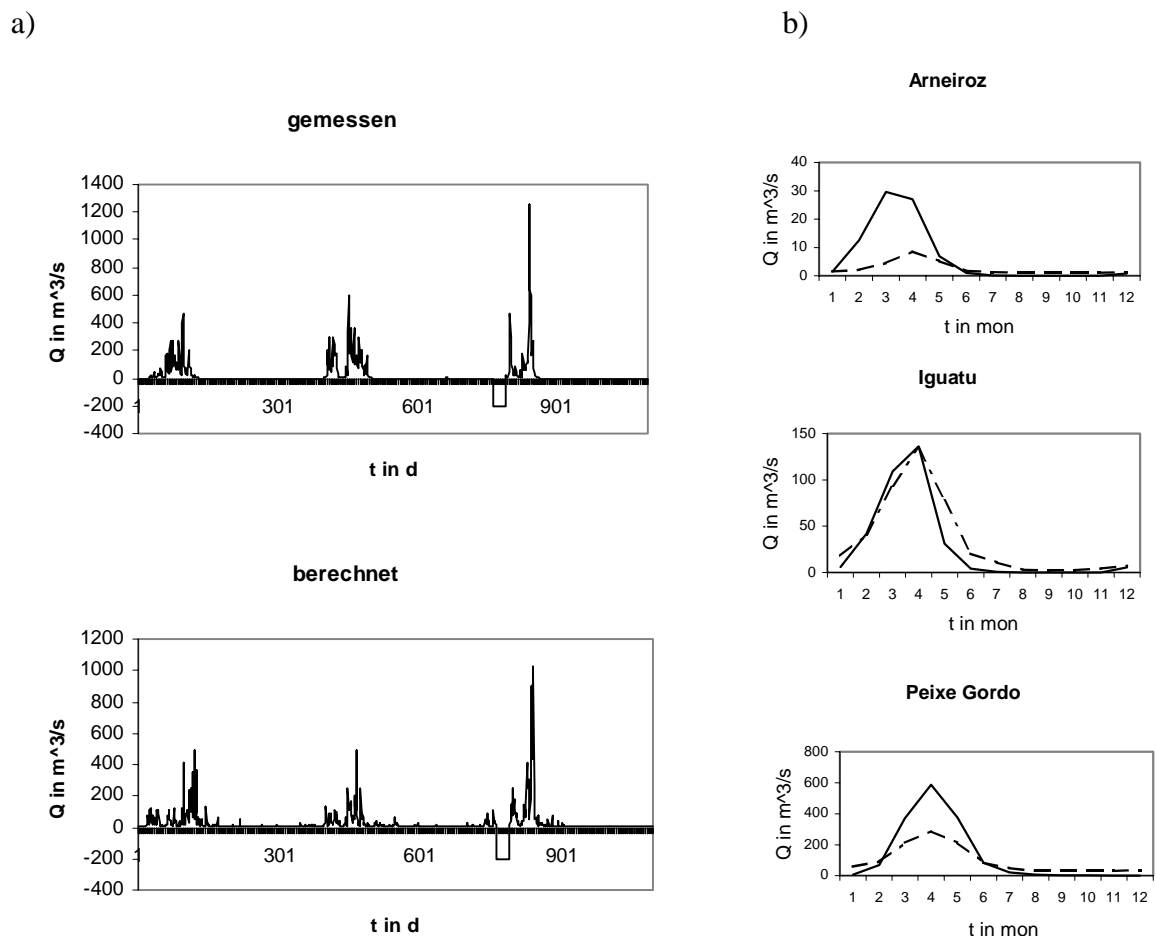 a)
gemessen
1400
1200
1000
800
600
400
200
0
-200
-400
Q in m^3/s
1 301 601 901
t in d
berechnet
1200
1000
800
600
400
200
0
-200
-400
Q in m^3/s
1 301 601 901
t in d
b)
Arneiroz
40
30
20
10
0
Q in m^3/s
1 2 3 4 5 6 7 8 9 10 11 12
t in mon
Iguatu
150
100
50
0
Q in m^3/s
1 2 3 4 5 6 7 8 9 10 11 12
t in mon
Peixe Gordo
800
600
400
200
0
Q in m^3/s
1 2 3 4 5 6 7 8 9 10 11 12
t in mon